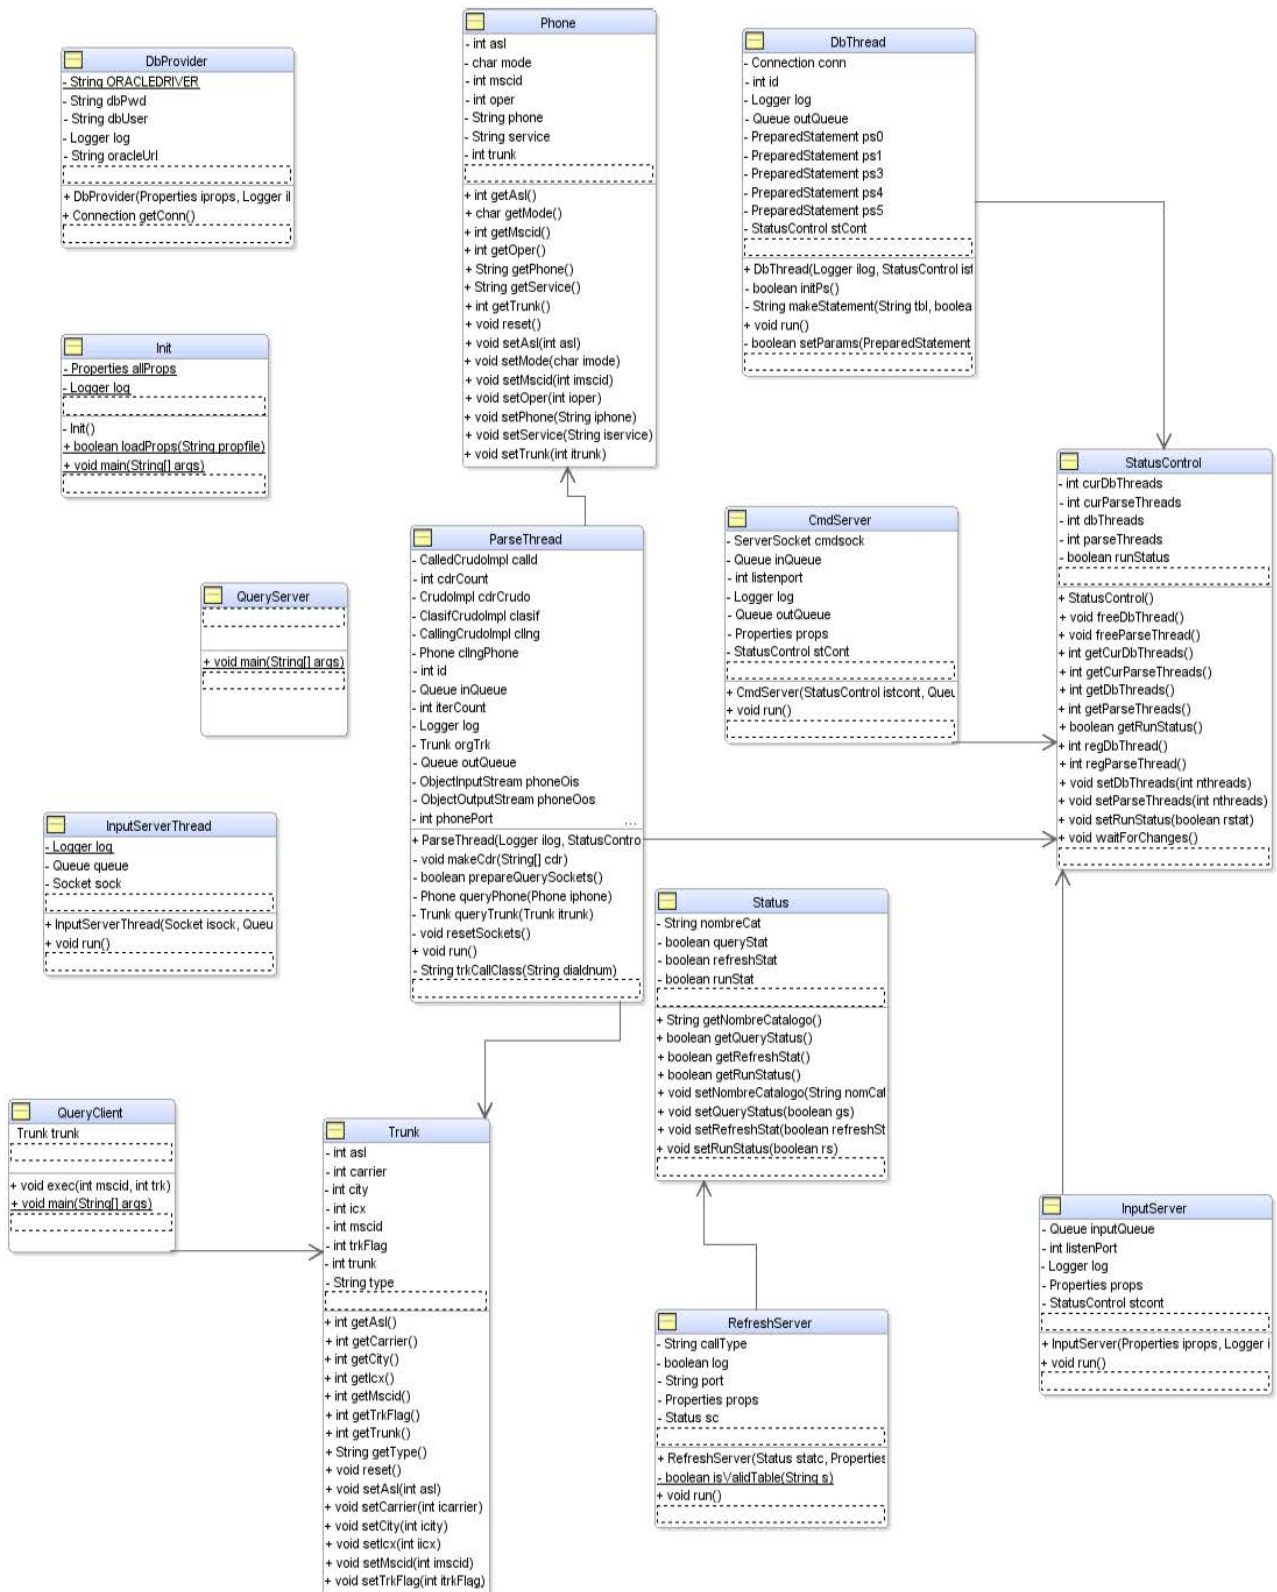 DbProvider
- String ORACLEDRIVER
- String dbPwd
- String dbUser
- Logger log
- String oracleUrl
+ DbProvider(Properties iprops, Logger il
+ Connection getConn()
Phone
- int asl
- char mode
- int mscid
- int oper
- String phone
- String service
- int trunk
+ int getAsl()
+ char getMode()
+ int getMscid()
+ int getOper()
+ String getPhone()
+ String getService()
+ int getTrunk()
+ void reset()
+ void setAsl(int asl)
+ void setMode(char imode)
+ void setMscid(int imscid)
+ void setOper(int ioper)
+ void setPhone(String iphone)
+ void setService(String iservice)
+ void setTrunk(int itrunk)
DbThread
- Connection conn
- int id
- Logger log
- Queue outQueue
- PreparedStatement ps0
- PreparedStatement ps1
- PreparedStatement ps3
- PreparedStatement ps4
- PreparedStatement ps5
- StatusControl stCont
+ DbThread(Logger ilog, StatusControl ist
- boolean initPs()
- String makeStatement(String tbl, boolea
+ void run()
- boolean setParams(PreparedStatement
Init
- Properties allProps
- Logger log
- Init()
+ boolean loadProps(String propfile)
+ void main(String[] args)
StatusControl
- int curDbThreads
- int curParseThreads
- int dbThreads
- int parseThreads
- boolean runStatus
+ StatusControl()
+ void freeDbThread()
+ void freeParseThread()
+ int getCurDbThreads()
+ int getCurParseThreads()
+ int getDbThreads()
+ int getParseThreads()
+ boolean getRunStatus()
+ int regDbThread()
+ int regParseThread()
+ void setDbThreads(int nthreads)
+ void setParseThreads(int nthreads)
+ void setRunStatus(boolean rstat)
+ void waitForChanges()
CmdServer
- ServerSocket cmdsock
- Queue inQueue
- int listenport
- Logger log
- Queue outQueue
- Properties props
- StatusControl stCont
+ CmdServer(StatusControl istcont, Queu
+ void run()
ParseThread
- CalledCrudoImpl calld
- int cdrCount
- CrudoImpl cdrCrudo
- ClasifCrudoImpl clasif
- CallingCrudoImpl cllng
- Phone cllngPhone
- int id
- Queue inQueue
- int iterCount
- Logger log
- Trunk orgTrk
- Queue outQueue
- ObjectInputStream phoneOis
- ObjectOutputStream phoneOos
- int phonePort ...
+ ParseThread(Logger ilog, StatusContro
- void makeCdr(String[] cdr)
- boolean prepareQuerySockets()
- Phone queryPhone(Phone iphone)
- Trunk queryTrunk(Trunk itrunk)
- void resetSockets()
+ void run()
- String trkCallClass(String dialdnum)
QueryServer
+ void main(String[] args)
InputServerThread
- Logger log
- Queue queue
- Socket sock
+ InputServerThread(Socket isock, Queu
+ void run()
Status
- String nombreCat
- boolean queryStat
- boolean refreshStat
- boolean runStat
+ String getNombreCatalogo()
+ boolean getQueryStatus()
+ boolean getRefreshStat()
+ boolean getRunStatus()
+ void setNombreCatalogo(String nomCat
+ void setQueryStatus(boolean gs)
+ void setRefreshStat(boolean refreshSt
+ void setRunStatus(boolean rs)
QueryClient
Trunk trunk
+ void exec(int mscid, int trk)
+ void main(String[] args)
Trunk
- int asl
- int carrier
- int city
- int icx
- int mscid
- int trkFlag
- int trunk
- String type
+ int getAsl()
+ int getCarrier()
+ int getCity()
+ int getIcx()
+ int getMscid()
+ int getTrkFlag()
+ int getTrunk()
+ String getType()
+ void reset()
+ void setAsl(int asl)
+ void setCarrier(int icarrier)
+ void setCity(int icity)
+ void setIcx(int iicx)
+ void setMscid(int imscid)
+ void setTrkFlag(int itrkFlag)
InputServer
- Queue inputQueue
- int listenPort
- Logger log
- Properties props
- StatusControl stcont
+ InputServer(Properties iprops, Logger i
+ void run()
RefreshServer
- String callType
- boolean log
- String port
- Properties props
- Status sc
+ RefreshServer(Status statc, Properties
- boolean isValidTable(String s)
+ void run()